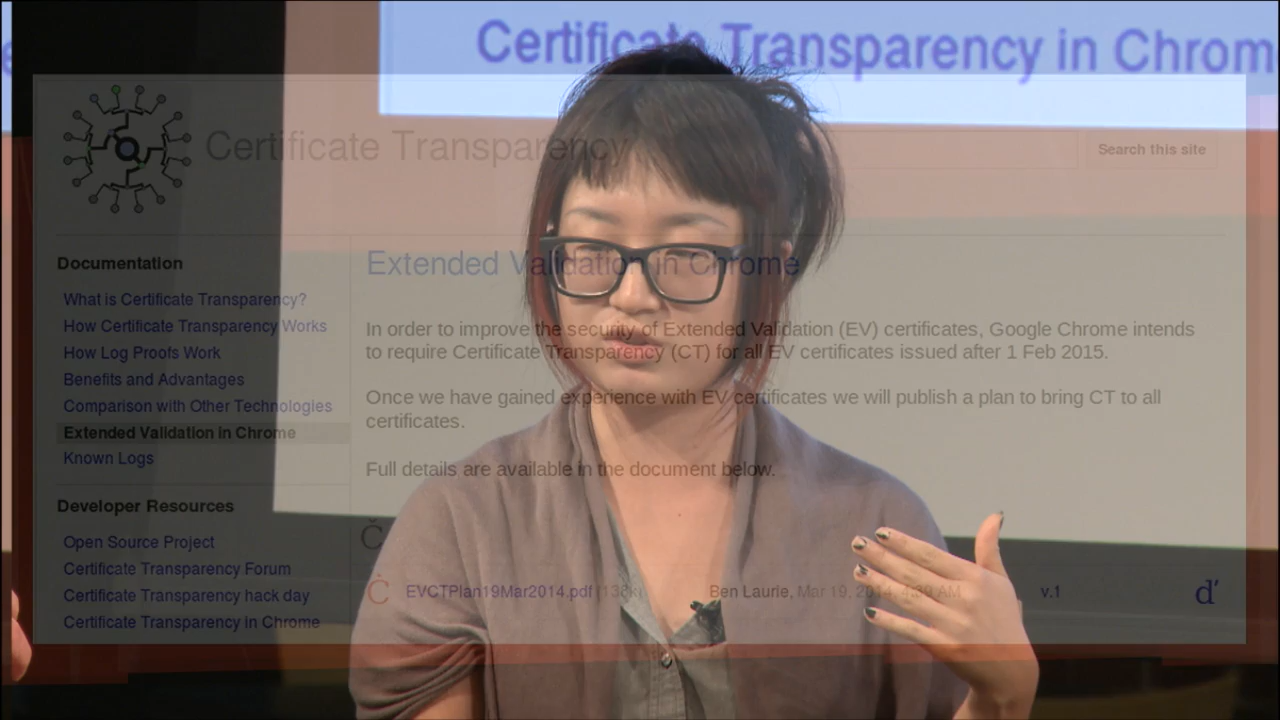 Certificate Transparency in Chrom
Certificate Transparency
Search this site
Documentation
What is Certificate Transparency?
How Certificate Transparency Works
How Log Proofs Work
Benefits and Advantages
Comparison with Other Technologies
Extended Validation in Chrome
Known Logs
Developer Resources
Open Source Project
Certificate Transparency Forum
Certificate Transparency hack day
Certificate Transparency in Chrome
Extended Validation in Chrome
In order to improve the security of Extended Validation (EV) certificates, Google Chrome intends
to require Certificate Transparency (CT) for all EV certificates issued after 1 Feb 2015.
Once we have gained experience with EV certificates we will publish a plan to bring CT to all
certificates.
Full details are available in the document below.
Č
Ċ EVCTPlan19Mar2014.pdf Ben Laurie, Mar 19, 2014, 4:39 AM v.1 ď